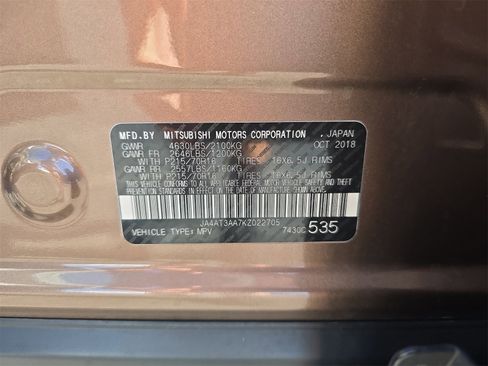 MFD.BY MITSUBISHI MOTORS CORPORATION . JAPAN
GVWR 4630LBS/2100KG OCT 2018
GAWR FR 2646LBS/1200KG
WITH P215/70R16 TIRES 16X6.5J RIMS
GAWR RR 2557LBS/1160KG
WITH P215/70R16 TIRES 16X6.5J RIMS
THIS VEHICLE CONFORMS TO ALL APPLICABLE FEDERAL MOTOR VEHICLE SAFETY AND THEFT PREVENTION STANDARDS IN EFFECT ON THE DATE OF MANUFACTURE SHOWN ABOVE.
JA4AT3AA7KZ022705
VEHICLE TYPE: MPV 7430C 535